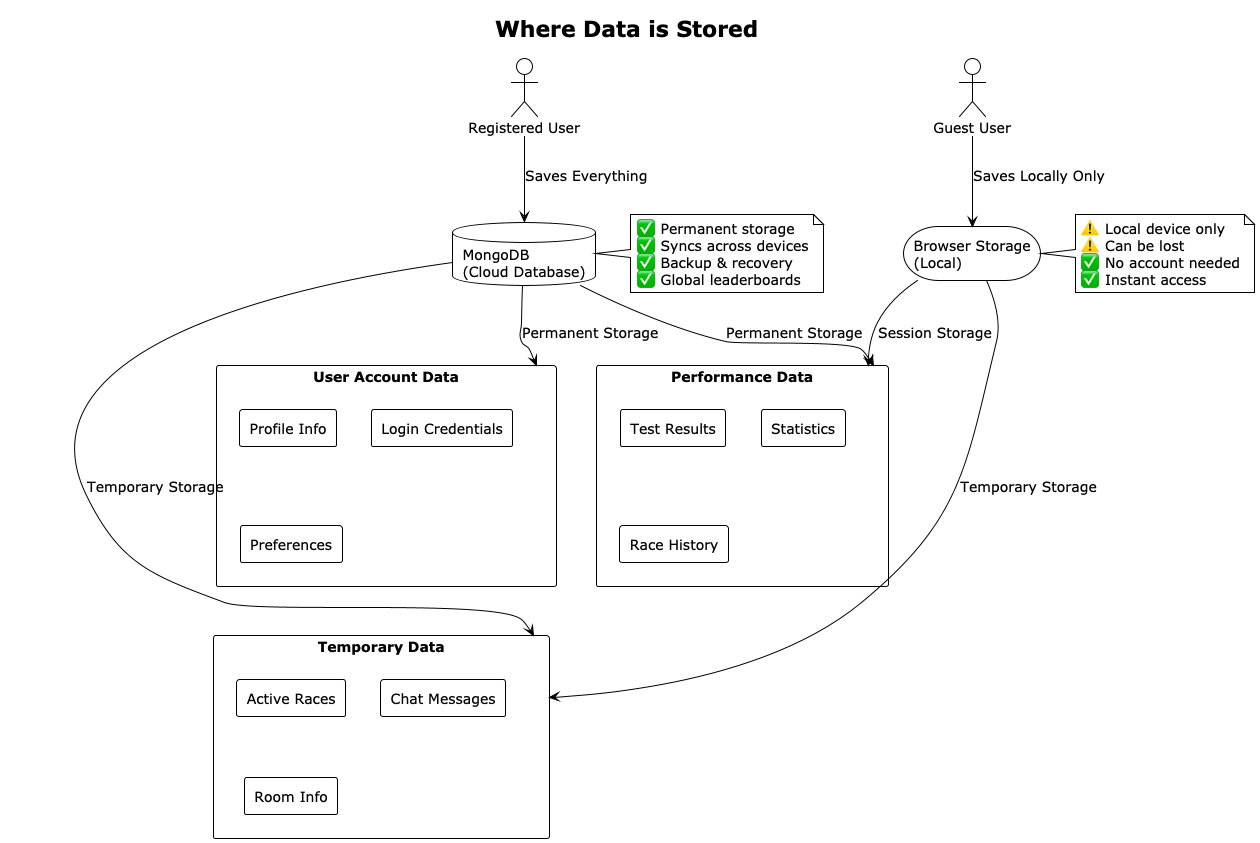 Where Data is Stored
Registered User
Guest User
Saves Everything
Saves Locally Only
MongoDB
(Cloud Database)
✅ Permanent storage
✅ Syncs across devices
✅ Backup & recovery
✅ Global leaderboards
Browser Storage
(Local)
⚠️ Local device only
⚠️ Can be lost
✅ No account needed
✅ Instant access
Permanent Storage
Permanent Storage
Session Storage
User Account Data
Profile Info
Login Credentials
Preferences
Performance Data
Test Results
Statistics
Race History
Temporary Storage
Temporary Storage
Temporary Data
Active Races
Chat Messages
Room Info